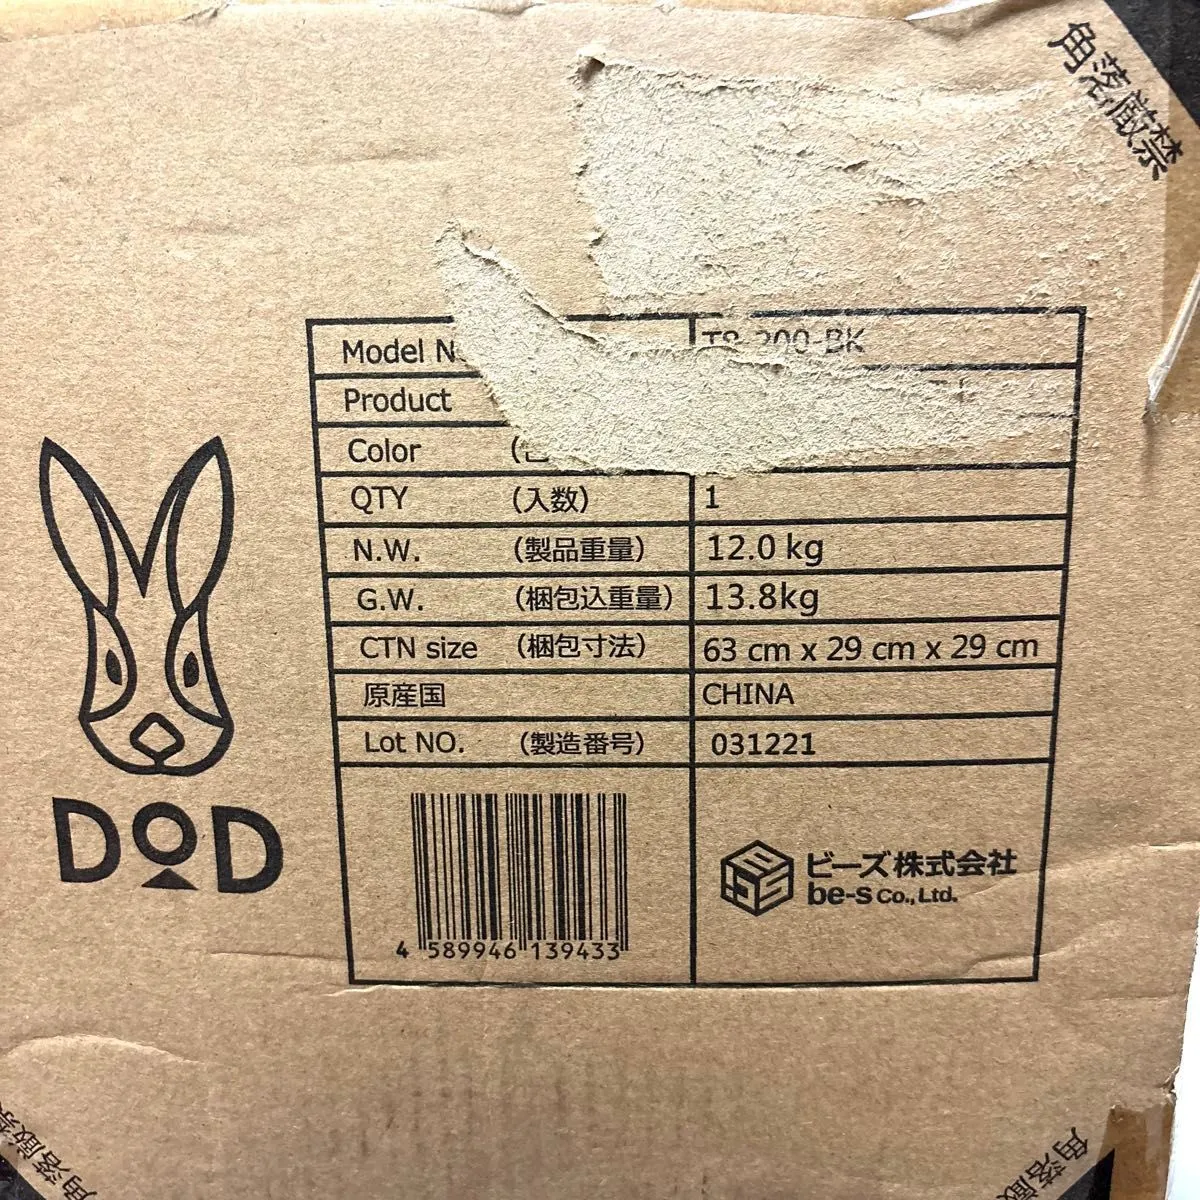 角落厳禁
Model N
-BK
Product
Color
QTY (入数) 1
N.W. (製品重量) 12.0 kg
G.W. (梱包込重量) 13.8kg
CTN size (梱包寸法) 63 cm x 29 cm x 29 cm
原産国 CHINA
Lot NO. (製造番号) 031221
DOD
4 589946 139433
ビーズ株式会社
be-s Co., Ltd.
角落厳禁
角落